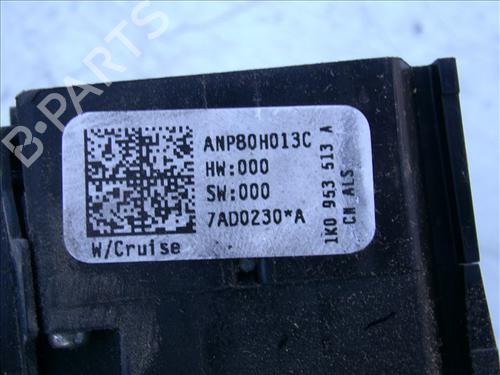 ANP80H013C
HW:000
SW:000
7AD0230*A
W/Cruise
1K0 953 513 A
CN ALS
B-PARTS